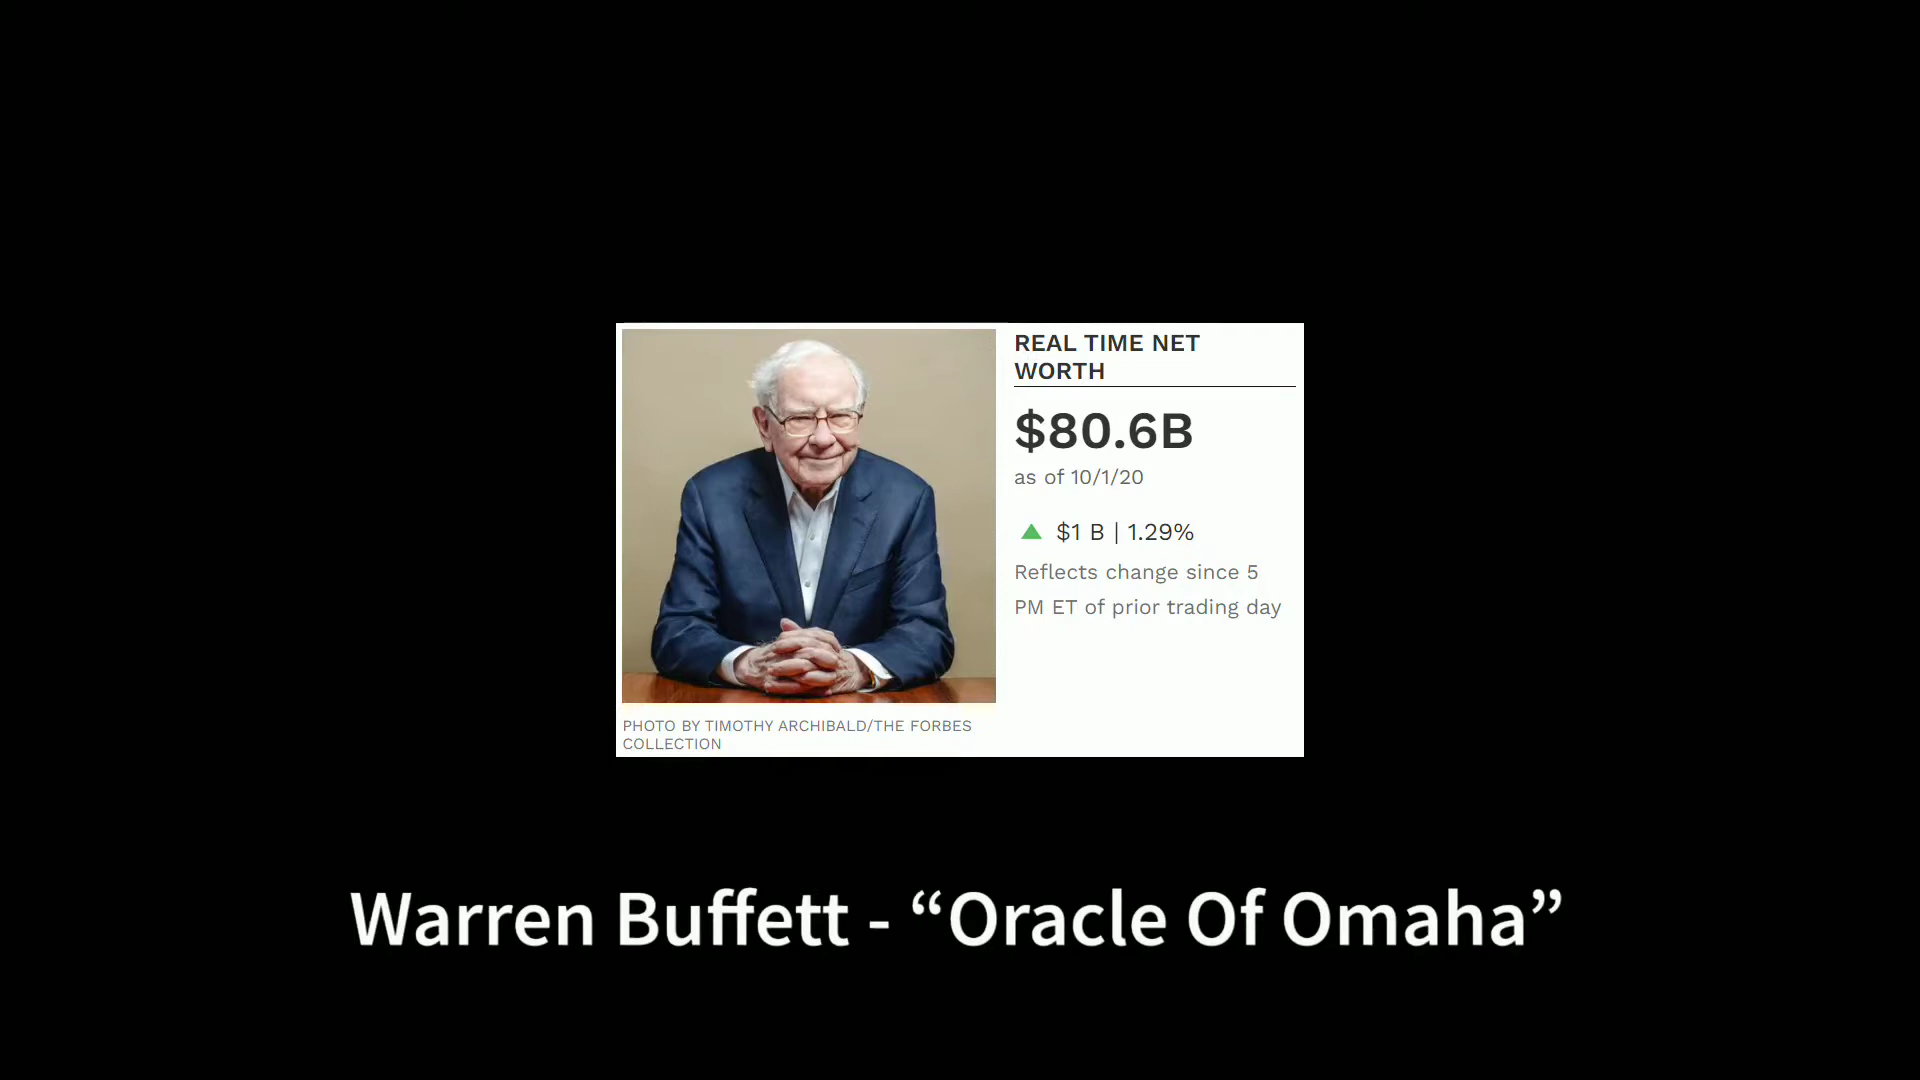 REAL TIME NET
WORTH
$80.6B
as of 10/1/20
$1 B | 1.29%
Reflects change since 5
PM ET of prior trading day
PHOTO BY TIMOTHY ARCHIBALD/THE FORBES
COLLECTION
Warren Buffett - “Oracle Of Omaha”